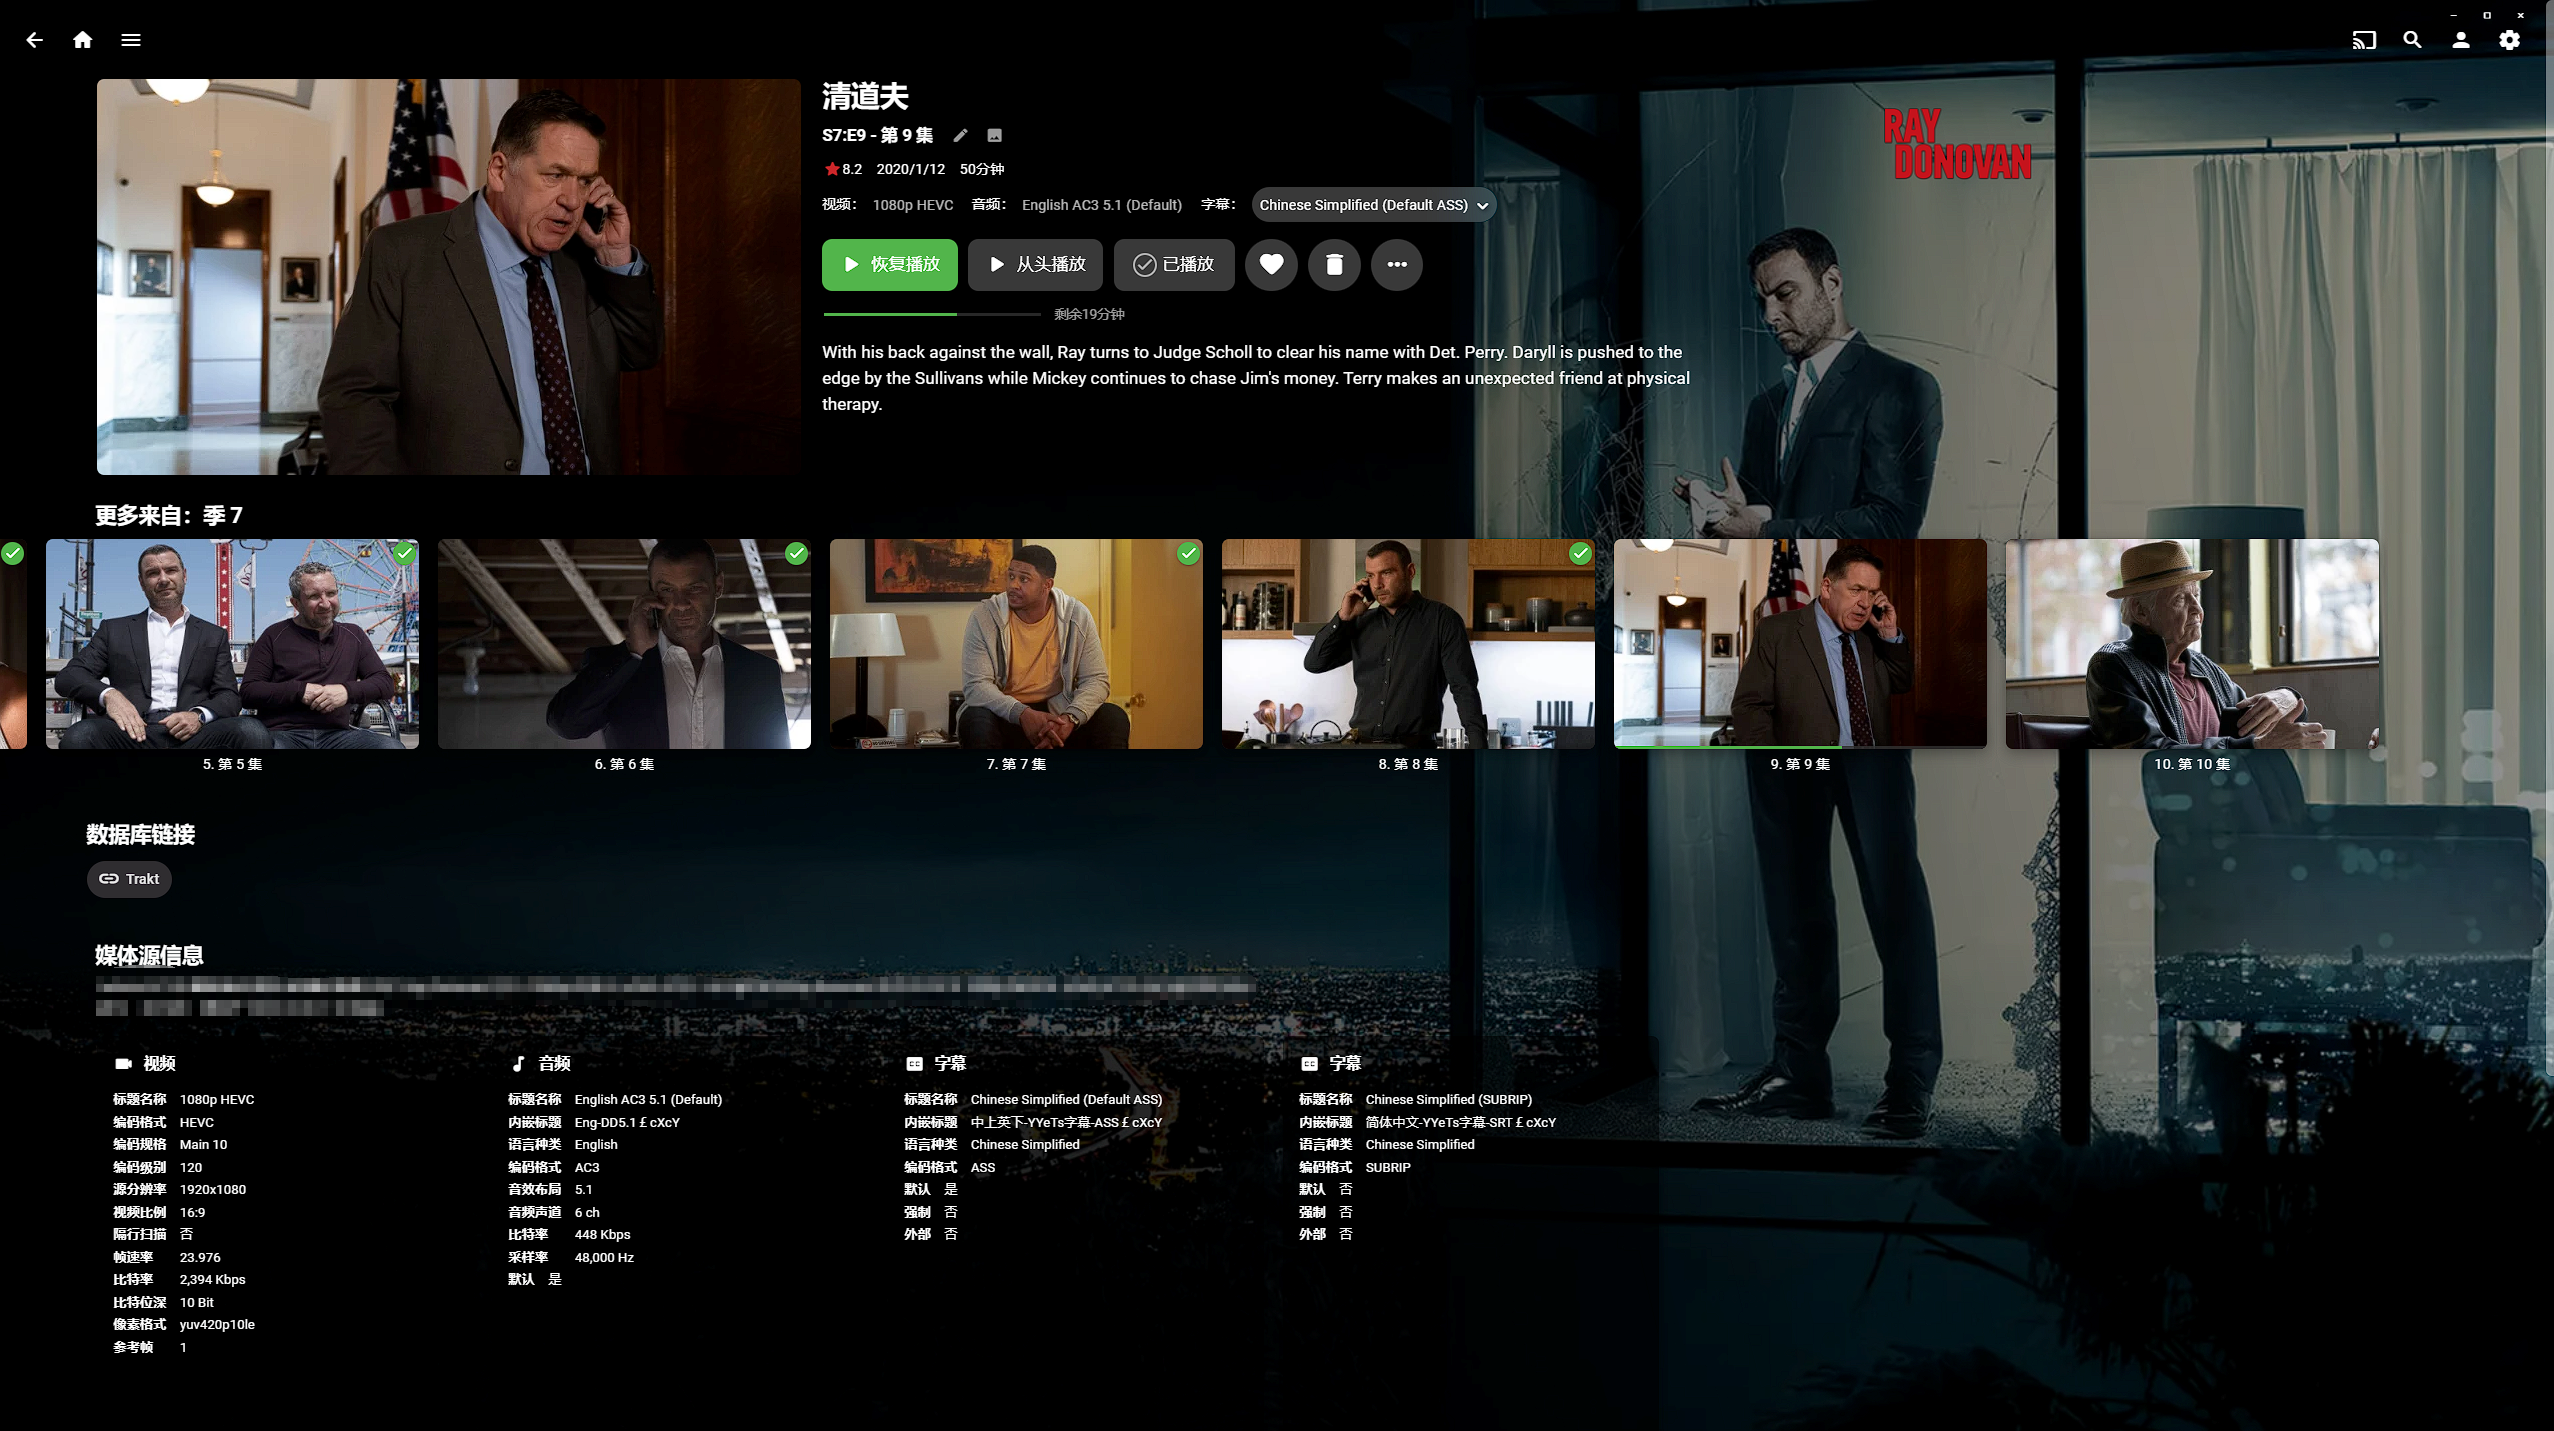 清道夫
S7:E9 - 第 9 集
8.2 2020/1/12 50分钟
视频: 1080p HEVC 音频: English AC3 5.1 (Default) 字幕: Chinese Simplified (Default ASS)
恢复播放 从头播放 已播放
剩余19分钟
With his back against the wall, Ray turns to Judge Scholl to clear his name with Det. Perry. Daryll is pushed to the
edge by the Sullivans while Mickey continues to chase Jim's money. Terry makes an unexpected friend at physical
therapy.
RAY
DONOVAN
更多来自: 季 7
5. 第 5 集
6. 第 6 集
7. 第 7 集
8. 第 8 集
9. 第 9 集
10. 第 10 集
数据库链接
Trakt
媒体源信息
视频
标题名称 1080p HEVC
编码格式 HEVC
编码规格 Main 10
编码级别 120
源分辨率 1920x1080
视频比例 16:9
隔行扫描 否
帧速率 23.976
比特率 2,394 Kbps
比特位深 10 Bit
像素格式 yuv420p10le
参考帧 1
音频
标题名称 English AC3 5.1 (Default)
内嵌标题 Eng-DD5.1 £ cXcY
语言种类 English
编码格式 AC3
音效布局 5.1
音频声道 6 ch
比特率 448 Kbps
采样率 48,000 Hz
默认 是
字幕
标题名称 Chinese Simplified (Default ASS)
内嵌标题 中上英下-YYeTs字幕-ASS £ cXcY
语言种类 Chinese Simplified
编码格式 ASS
默认 是
强制 否
外部 否
字幕
标题名称 Chinese Simplified (SUBRIP)
内嵌标题 简体中文-YYeTs字幕-SRT £ cXcY
语言种类 Chinese Simplified
编码格式 SUBRIP
默认 否
强制 否
外部 否